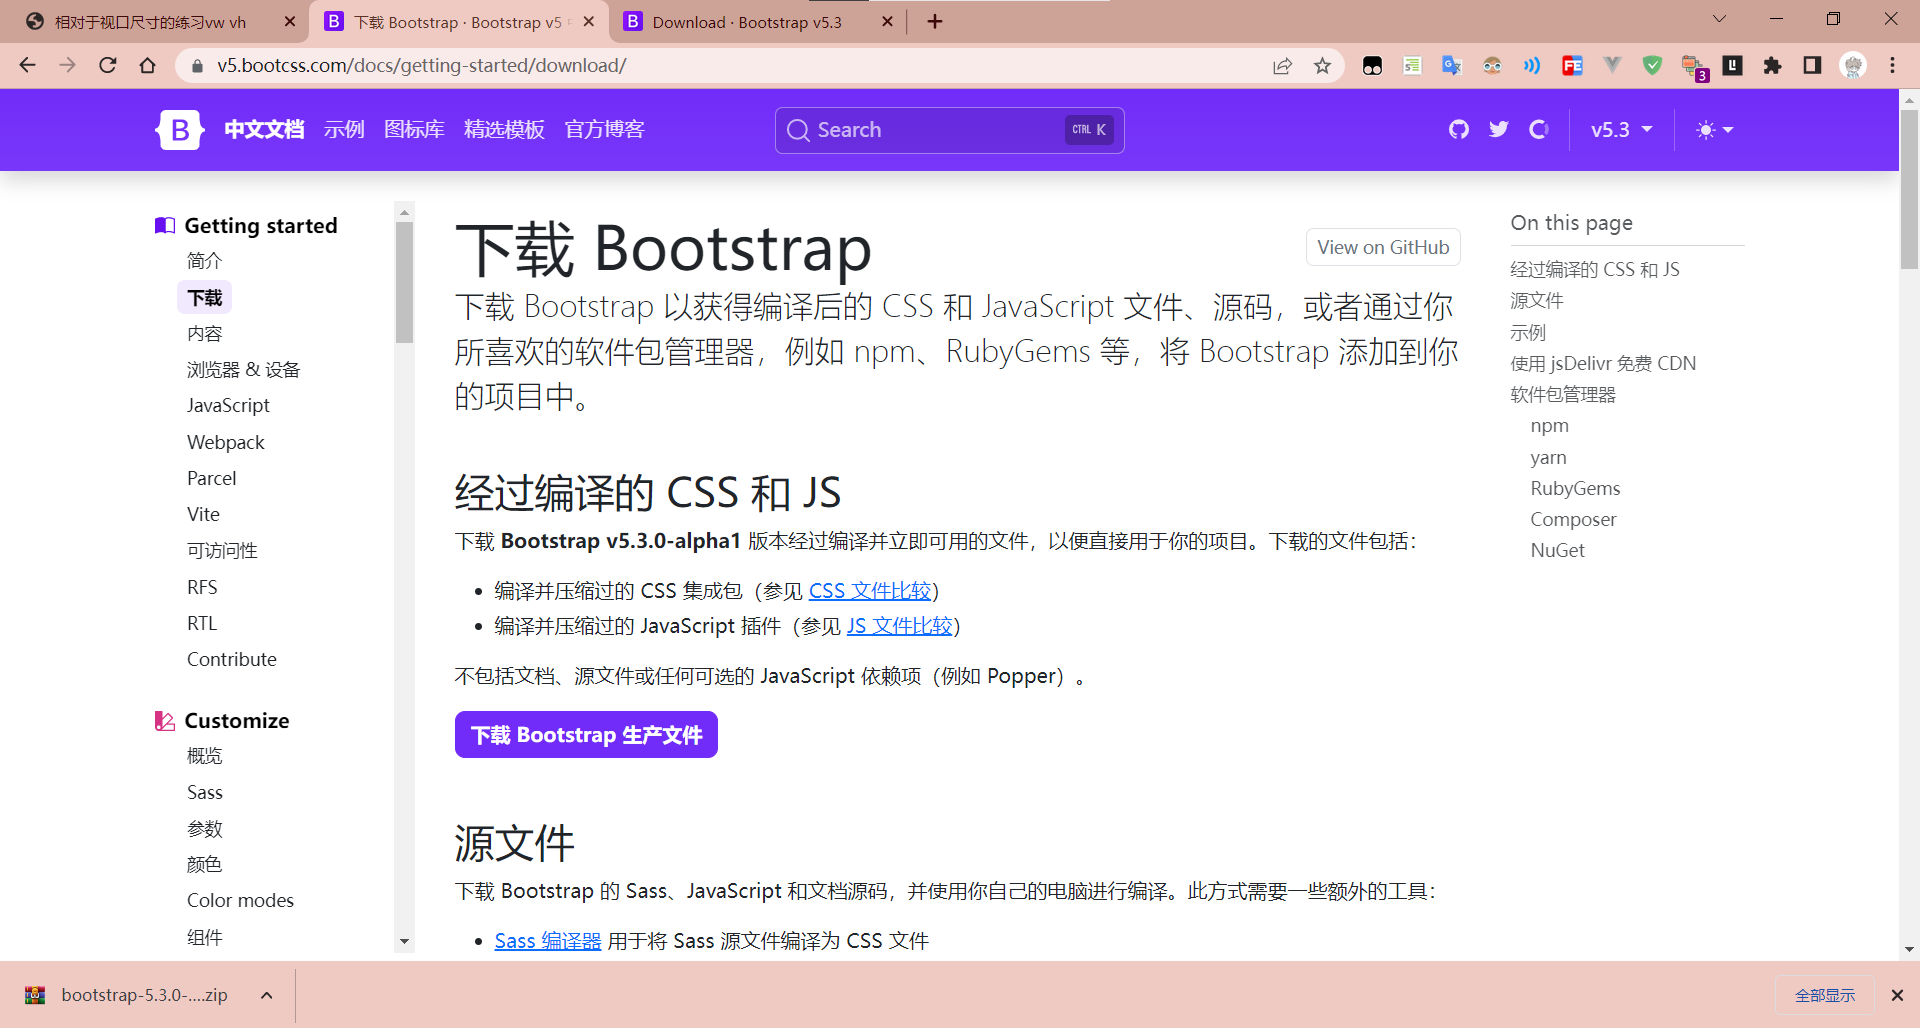 相对于视口尺寸的练习vw vh
下载 Bootstrap · Bootstrap v5
Download · Bootstrap v5.3
v5.bootcss.com/docs/getting-started/download/
3
B 中文文档 示例 图标库 精选模板 官方博客
Search
CTRL K
v5.3
Getting started
简介
下载
内容
浏览器 & 设备
JavaScript
Webpack
Parcel
Vite
可访问性
RFS
RTL
Contribute
Customize
概览
Sass
参数
颜色
Color modes
组件
下载 Bootstrap
View on GitHub
下载 Bootstrap 以获得编译后的 CSS 和 JavaScript 文件、源码，或者通过你
所喜欢的软件包管理器，例如 npm、RubyGems 等，将 Bootstrap 添加到你
的项目中。
经过编译的 CSS 和 JS
下载 Bootstrap v5.3.0-alpha1 版本经过编译并立即可用的文件，以便直接用于你的项目。下载的文件包括：
• 编译并压缩过的 CSS 集成包（参见 CSS 文件比较）
• 编译并压缩过的 JavaScript 插件（参见 JS 文件比较）
不包括文档、源文件或任何可选的 JavaScript 依赖项（例如 Popper）。
下载 Bootstrap 生产文件
源文件
下载 Bootstrap 的 Sass、JavaScript 和文档源码，并使用你自己的电脑进行编译。此方式需要一些额外的工具：
• Sass 编译器 用于将 Sass 源文件编译为 CSS 文件
On this page
经过编译的 CSS 和 JS
源文件
示例
使用 jsDelivr 免费 CDN
软件包管理器
npm
yarn
RubyGems
Composer
NuGet
bootstrap-5.3.0-....zip
全部显示